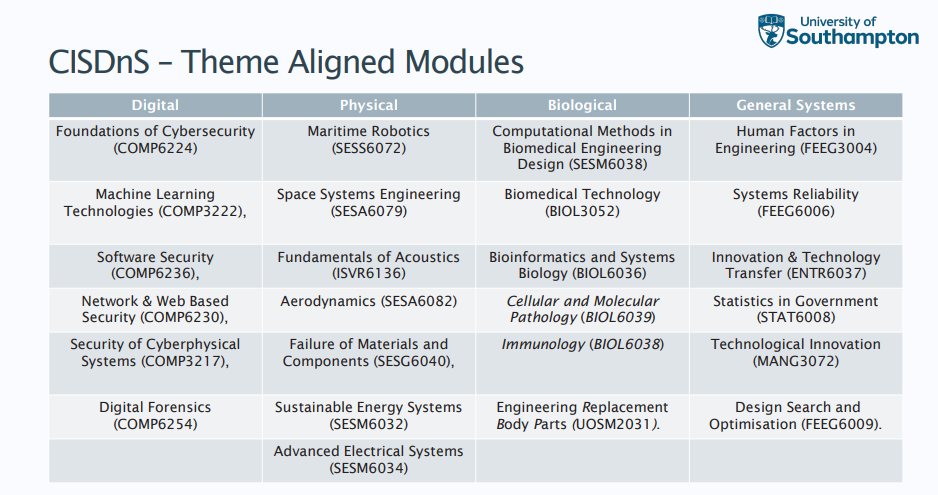 University of
Southampton
CISDnS – Theme Aligned Modules
Digital
Physical
Biological
General Systems
Foundations of Cybersecurity
(COMP6224)
Maritime Robotics
(SESS6072)
Computational Methods in
Biomedical Engineering
Design (SESM6038)
Human Factors in
Engineering (FEEG3004)
Machine Learning
Technologies (COMP3222),
Space Systems Engineering
(SESA6079)
Biomedical Technology
(BIOL3052)
Systems Reliability
(FEEG6006)
Software Security
(COMP6236),
Fundamentals of Acoustics
(ISVR6136)
Bioinformatics and Systems
Biology (BIOL6036)
Innovation & Technology
Transfer (ENTR6037)
Network & Web Based
Security (COMP6230),
Aerodynamics (SESA6082)
Cellular and Molecular
Pathology (BIOL6039)
Statistics in Government
(STAT6008)
Security of Cyberphysical
Systems (COMP3217),
Failure of Materials and
Components (SESG6040),
Immunology (BIOL6038)
Technological Innovation
(MANG3072)
Digital Forensics
(COMP6254)
Sustainable Energy Systems
(SESM6032)
Engineering Replacement
Body Parts (UOSM2031).
Design Search and
Optimisation (FEEG6009).
Advanced Electrical Systems
(SESM6034)